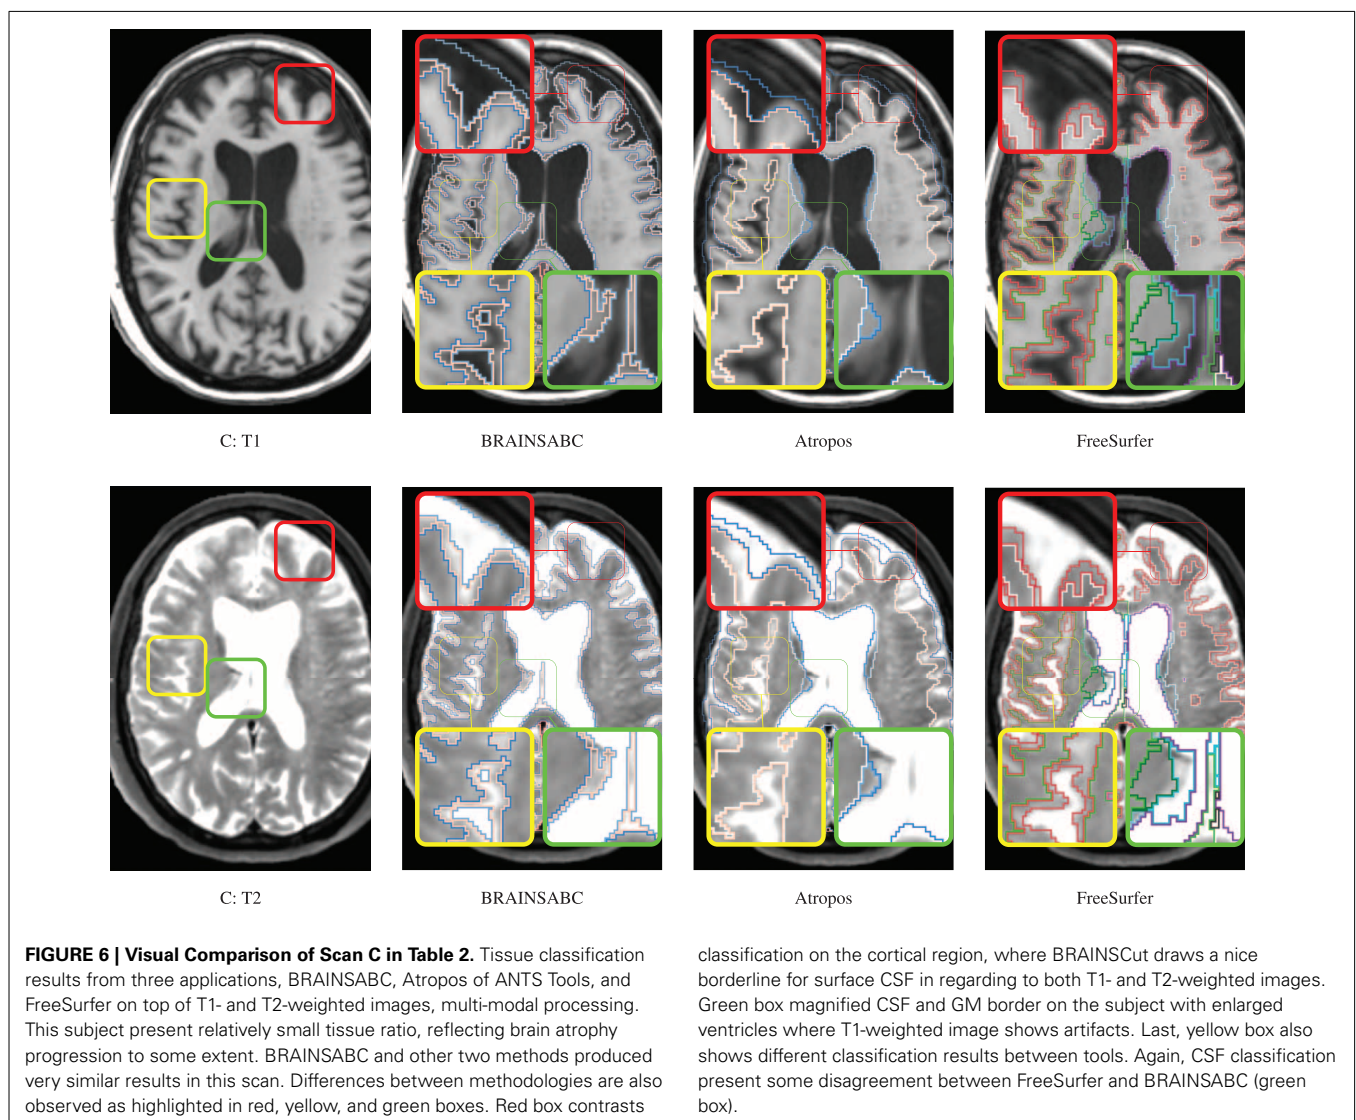 C: T1
BRAINSABC
Atropos
FreeSurfer
C: T2
BRAINSABC
Atropos
FreeSurfer
FIGURE 6 | Visual Comparison of Scan C in Table 2. Tissue classification
results from three applications, BRAINSABC, Atropos of ANTS Tools, and
FreeSurfer on top of T1- and T2-weighted images, multi-modal processing.
This subject present relatively small tissue ratio, reflecting brain atrophy
progression to some extent. BRAINSABC and other two methods produced
very similar results in this scan. Differences between methodologies are also
observed as highlighted in red, yellow, and green boxes. Red box contrasts
classification on the cortical region, where BRAINSCut draws a nice
borderline for surface CSF in regarding to both T1- and T2-weighted images.
Green box magnified CSF and GM border on the subject with enlarged
ventricles where T1-weighted image shows artifacts. Last, yellow box also
shows different classification results between tools. Again, CSF classification
present some disagreement between FreeSurfer and BRAINSABC (green
box).